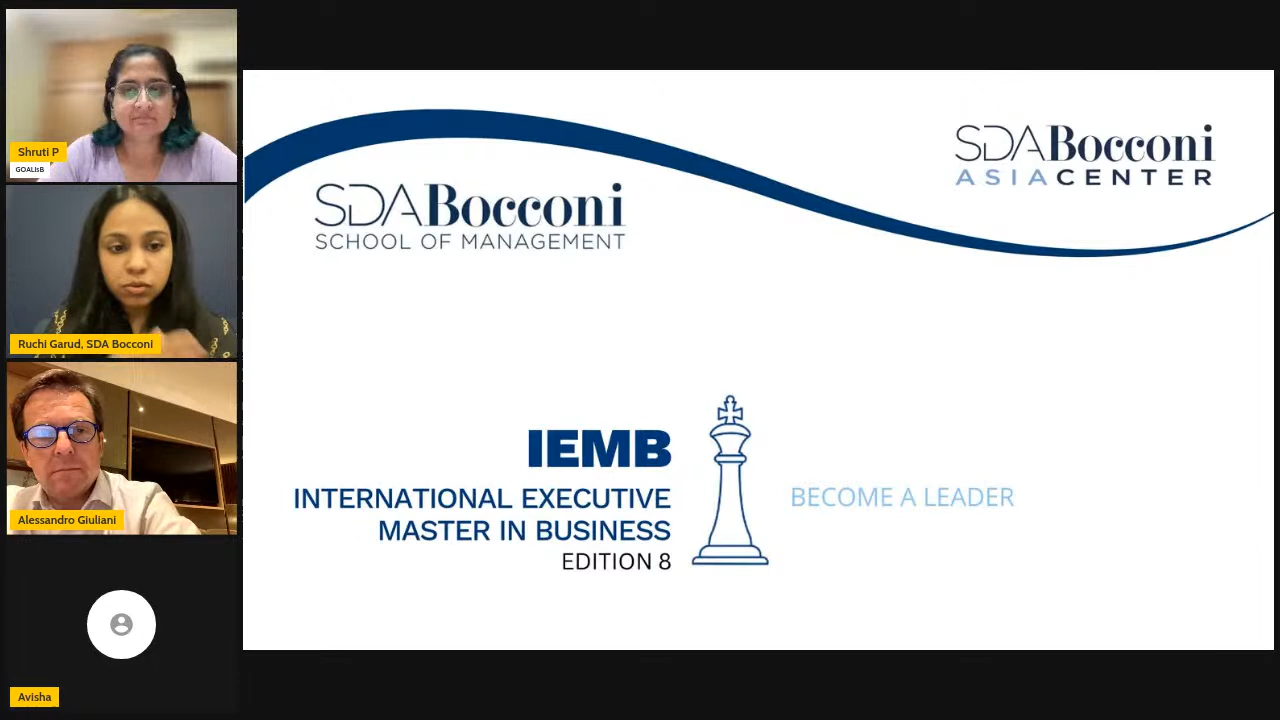 Shruti P
GOALisB
Ruchi Garud, SDA Bocconi
Alessandro Giuliani
Avisha
SDA Bocconi
SCHOOL OF MANAGEMENT
SDA Bocconi
ASIA CENTER
IEMB
INTERNATIONAL EXECUTIVE
MASTER IN BUSINESS
EDITION 8
BECOME A LEADER